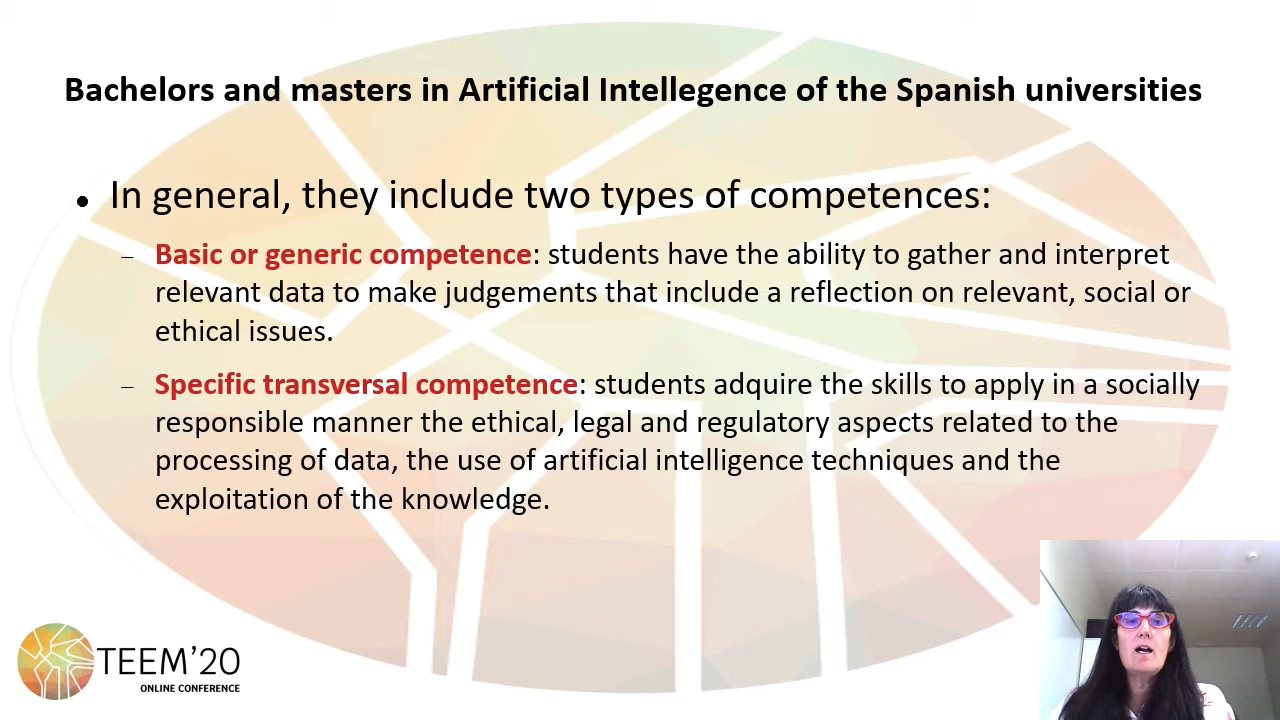 Bachelors and masters in Artificial Intellegence of the Spanish universities
● In general, they include two types of competences:
– Basic or generic competence: students have the ability to gather and interpret
relevant data to make judgements that include a reflection on relevant, social or
ethical issues.
– Specific transversal competence: students adquire the skills to apply in a socially
responsible manner the ethical, legal and regulatory aspects related to the
processing of data, the use of artificial intelligence techniques and the
exploitation of the knowledge.
TEEM’20
ONLINE CONFERENCE